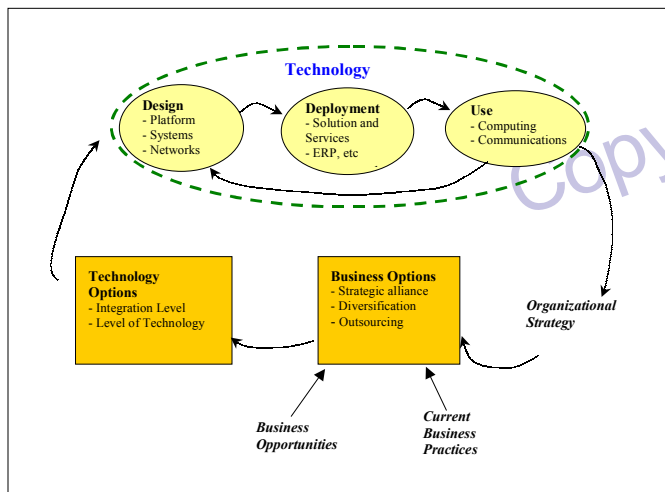 Technology
Design
- Platform
- Systems
- Networks
Deployment
- Solution and
Services
- ERP, etc
Use
- Computing
- Communications
Copy
Technology
Options
- Integration Level
- Level of Technology
Business Options
- Strategic alliance
- Diversification
- Outsourcing
Organizational
Strategy
Business
Opportunities
Current
Business
Practices